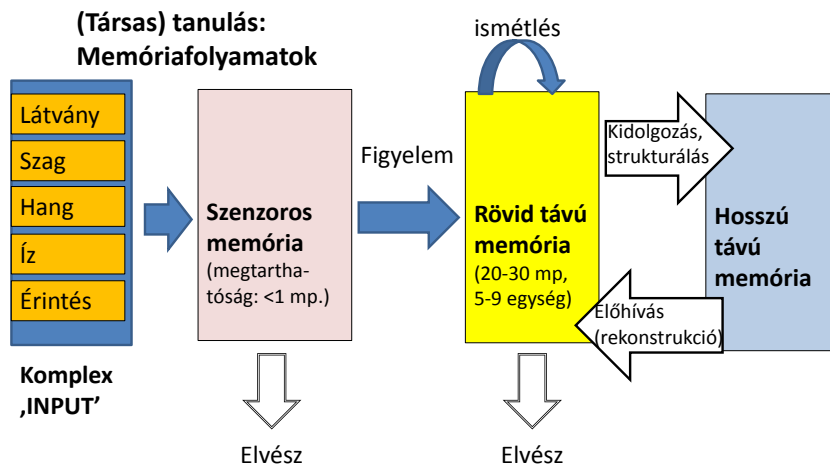 (Társas) tanulás:
Memóriafolyamatok
ismétlés
Látvány
Szag
Hang
Íz
Érintés
Komplex
‚INPUT’
Szenzoros
memória
(megtartha-
tóság: <1 mp.)
Figyelem
Rövid távú
memória
(20-30 mp,
5-9 egység)
Kidolgozás,
strukturálás
Hosszú
távú
memória
Előhívás
(rekonstrukció)
Elvész
Elvész